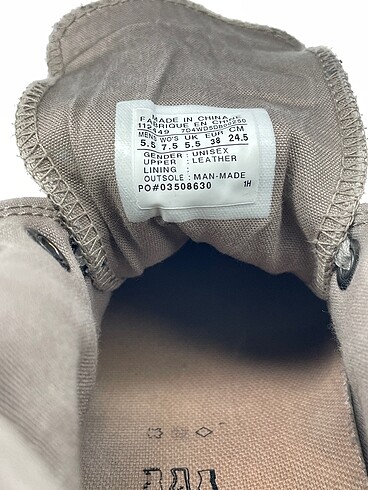 MADE IN CHINA
FABRIQUE EN CHINE
MENS WO'S UK EUR CM
5.5 7.5 5.5 38 24.5
GENDER : UNISEX
UPPER : LEATHER
LINING :
OUTSOLE : MAN-MADE
PO#03508630 1H